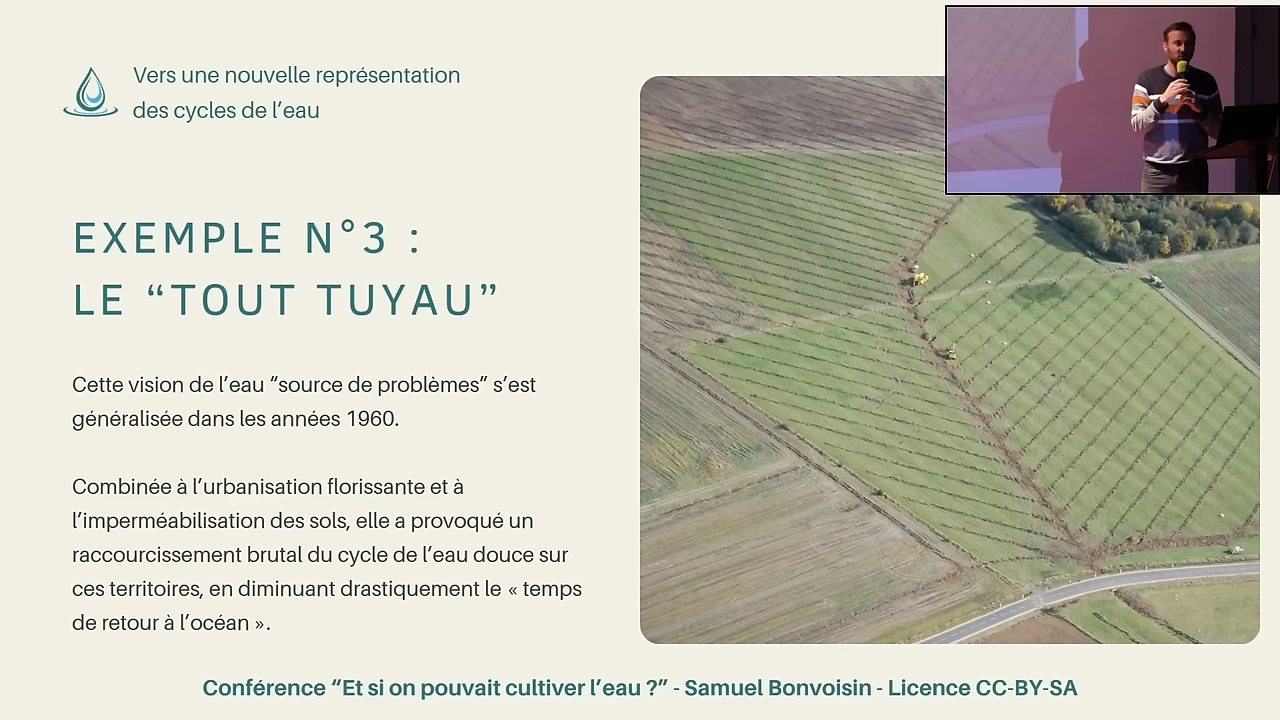 Vers une nouvelle représentation
des cycles de l’eau
EXEMPLE N°3 :
LE “TOUT TUYAU”
Cette vision de l’eau “source de problèmes” s’est
généralisée dans les années 1960.
Combinée à l’urbanisation florissante et à
l’imperméabilisation des sols, elle a provoqué un
raccourcissement brutal du cycle de l’eau douce sur
ces territoires, en diminuant drastiquement le « temps
de retour à l’océan ».
Conférence “Et si on pouvait cultiver l’eau ?” - Samuel Bonvoisin - Licence CC-BY-SA